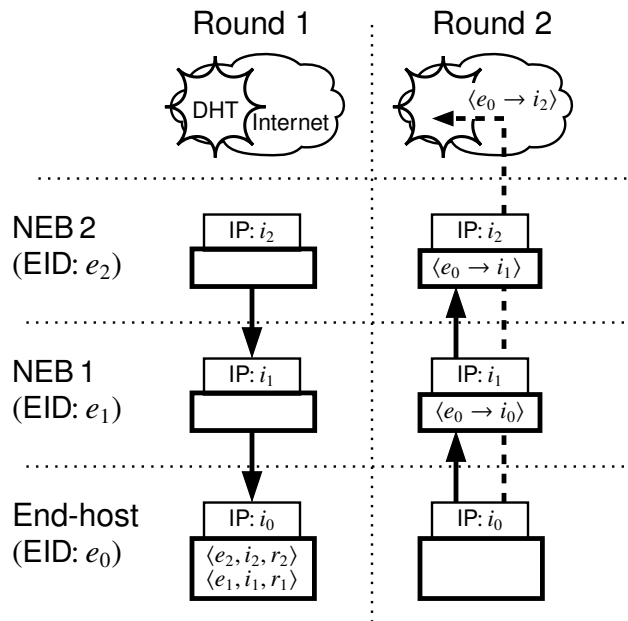 Round 1 Round 2
⟨e₀ → i₂⟩
DHT Internet
NEB 2 IP: i₂ IP: i₂
(EID: e₂) ⟨e₀ → i₁⟩
NEB 1 IP: i₁ IP: i₁
(EID: e₁) ⟨e₀ → i₀⟩
End-host IP: i₀ IP: i₀
(EID: e₀) ⟨e₂, i₂, r₂⟩
⟨e₁, i₁, r₁⟩